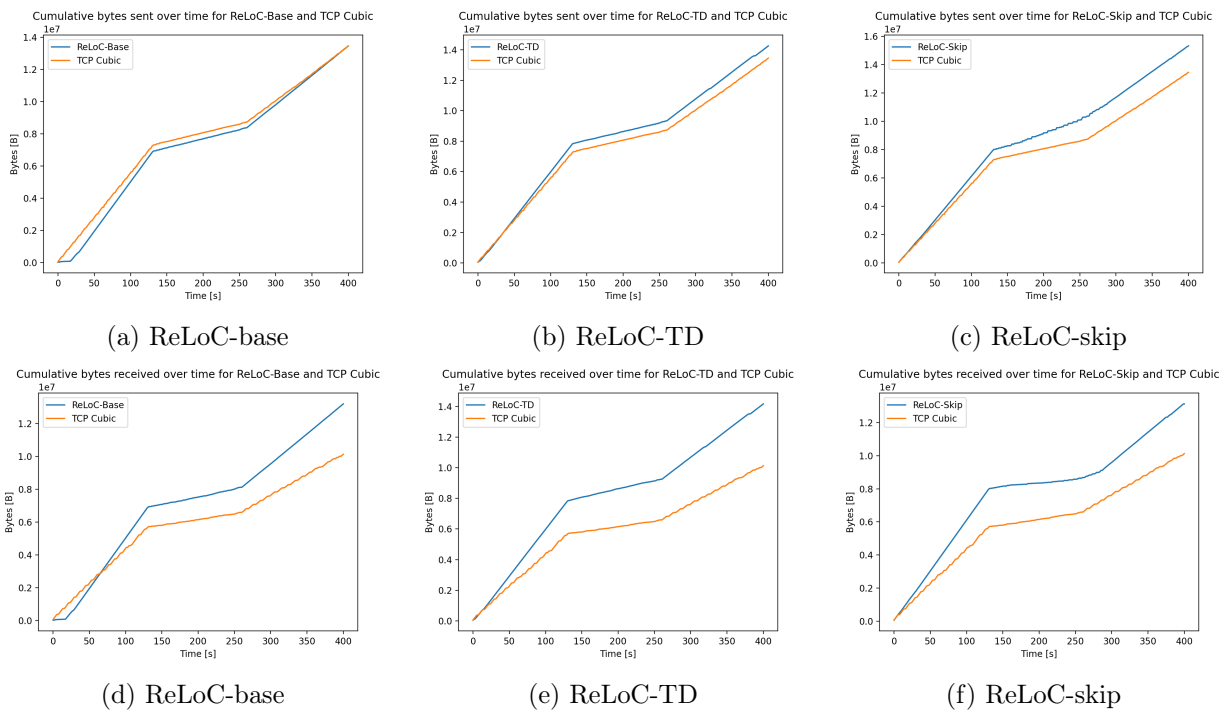 Cumulative bytes sent over time for ReLoC-Base and TCP Cubic
1e7
ReLoC-Base
TCP Cubic
1.4
1.2
1.0
0.8
0.6
0.4
0.2
0.0
Bytes [B]
0 50 100 150 200 250 300 350 400
Time [s]
(a) ReLoC-base
Cumulative bytes sent over time for ReLoC-TD and TCP Cubic
1e7
ReLoC-TD
TCP Cubic
1.4
1.2
1.0
0.8
0.6
0.4
0.2
0.0
Bytes [B]
0 50 100 150 200 250 300 350 400
Time [s]
(b) ReLoC-TD
Cumulative bytes sent over time for ReLoC-Skip and TCP Cubic
1e7
ReLoC-Skip
TCP Cubic
1.6
1.4
1.2
1.0
0.8
0.6
0.4
0.2
0.0
Bytes [B]
0 50 100 150 200 250 300 350 400
Time [s]
(c) ReLoC-skip
Cumulative bytes received over time for ReLoC-Base and TCP Cubic
1e7
ReLoC-Base
TCP Cubic
1.2
1.0
0.8
0.6
0.4
0.2
0.0
Bytes [B]
0 50 100 150 200 250 300 350 400
Time [s]
(d) ReLoC-base
Cumulative bytes received over time for ReLoC-TD and TCP Cubic
1e7
ReLoC-TD
TCP Cubic
1.4
1.2
1.0
0.8
0.6
0.4
0.2
0.0
Bytes [B]
0 50 100 150 200 250 300 350 400
Time [s]
(e) ReLoC-TD
Cumulative bytes received over time for ReLoC-Skip and TCP Cubic
1e7
ReLoC-Skip
TCP Cubic
1.2
1.0
0.8
0.6
0.4
0.2
0.0
Bytes [B]
0 50 100 150 200 250 300 350 400
Time [s]
(f) ReLoC-skip